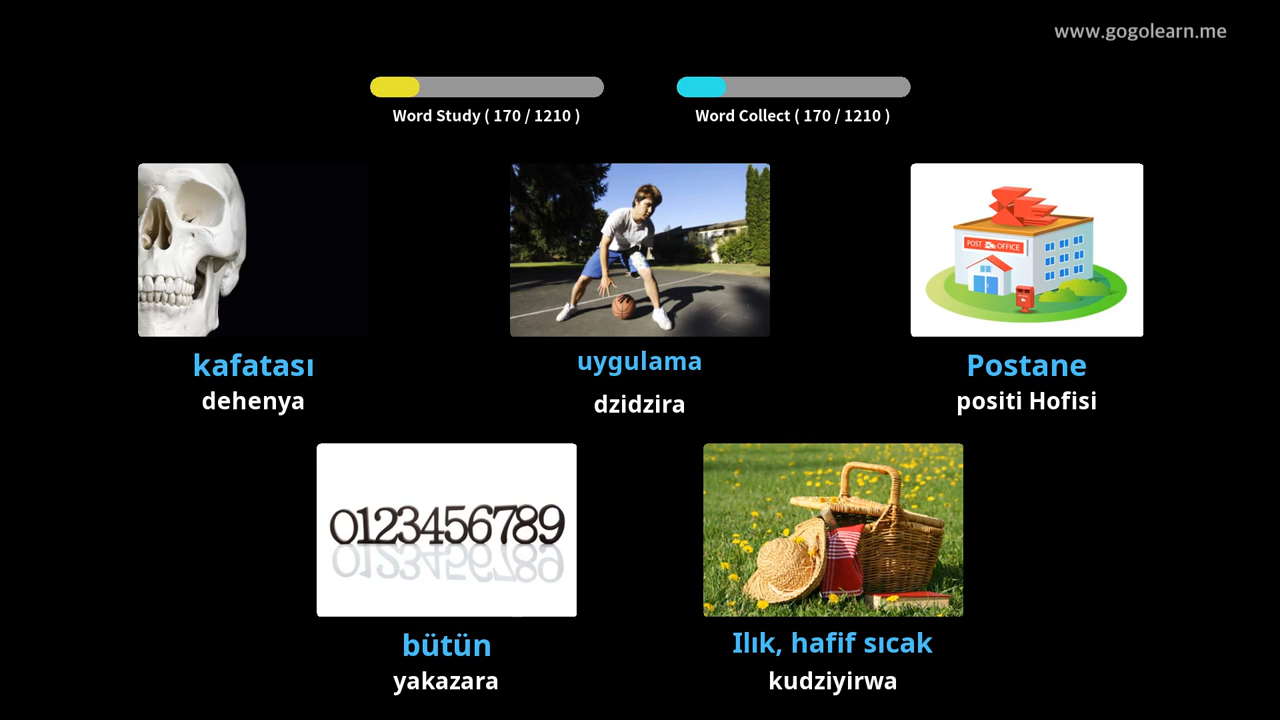 www.gogolearn.me
Word Study ( 170 / 1210 )
Word Collect ( 170 / 1210 )
POST OFFICE
kafatası
dehenya
uygulama
dzidzira
Postane
positi Hofisi
0123456789
bütün
yakazara
Ilık, hafif sıcak
kudziyirwa